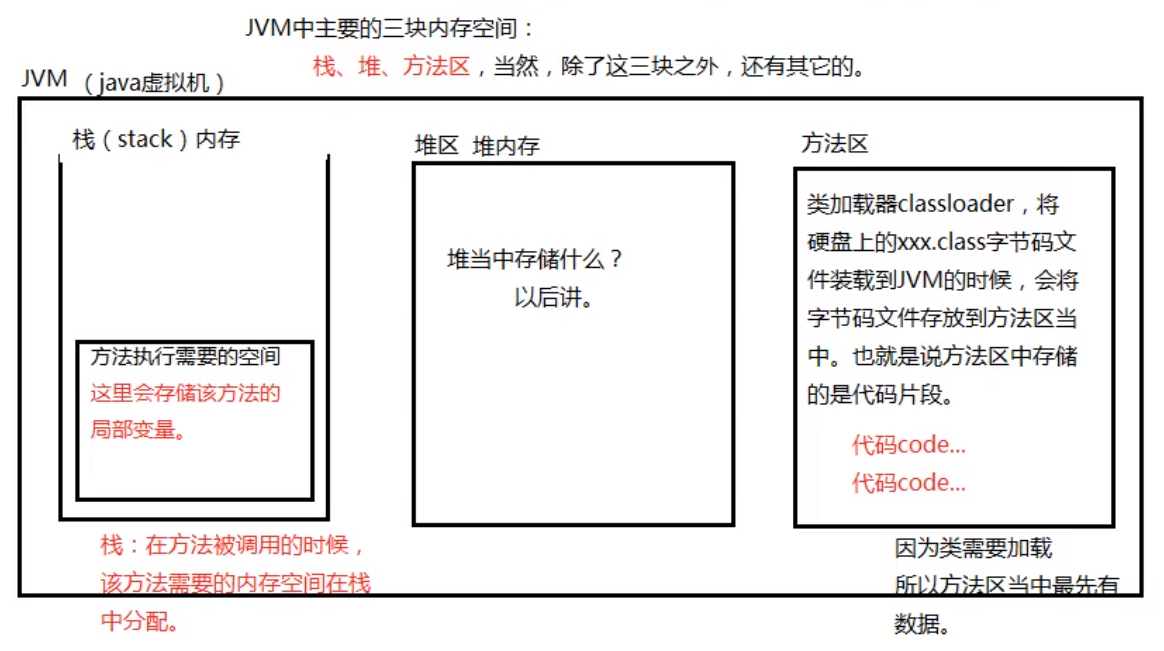 JVM中主要的三块内存空间：
栈、堆、方法区，当然，除了这三块之外，还有其它的。
JVM （java虚拟机）
栈（stack）内存
方法执行需要的空间
这里会存储该方法的
局部变量。
栈：在方法被调用的时候，
该方法需要的内存空间在栈
中分配。
堆区 堆内存
堆当中存储什么？
以后讲。
方法区
类加载器classloader，将
硬盘上的xxx.class字节码文
件装载到JVM的时候，会将
字节码文件存放到方法区当
中。也就是说方法区中存储
的是代码片段。
代码code...
代码code...
因为类需要加载
所以方法区当中最先有
数据。